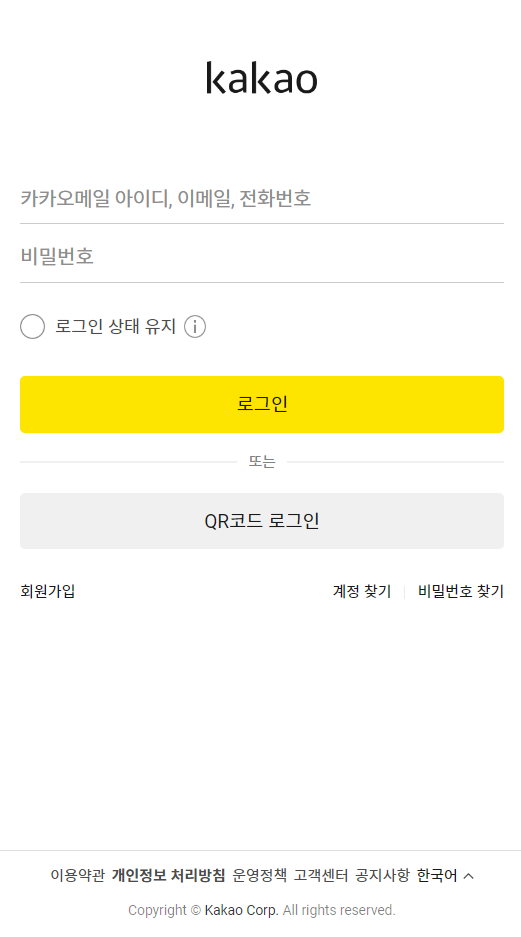 kakao
카카오메일 아이디, 이메일, 전화번호
비밀번호
로그인 상태 유지
로그인
또는
QR코드 로그인
회원가입 계정 찾기 비밀번호 찾기
이용약관 개인정보 처리방침 운영정책 고객센터 공지사항 한국어
Copyright © Kakao Corp. All rights reserved.